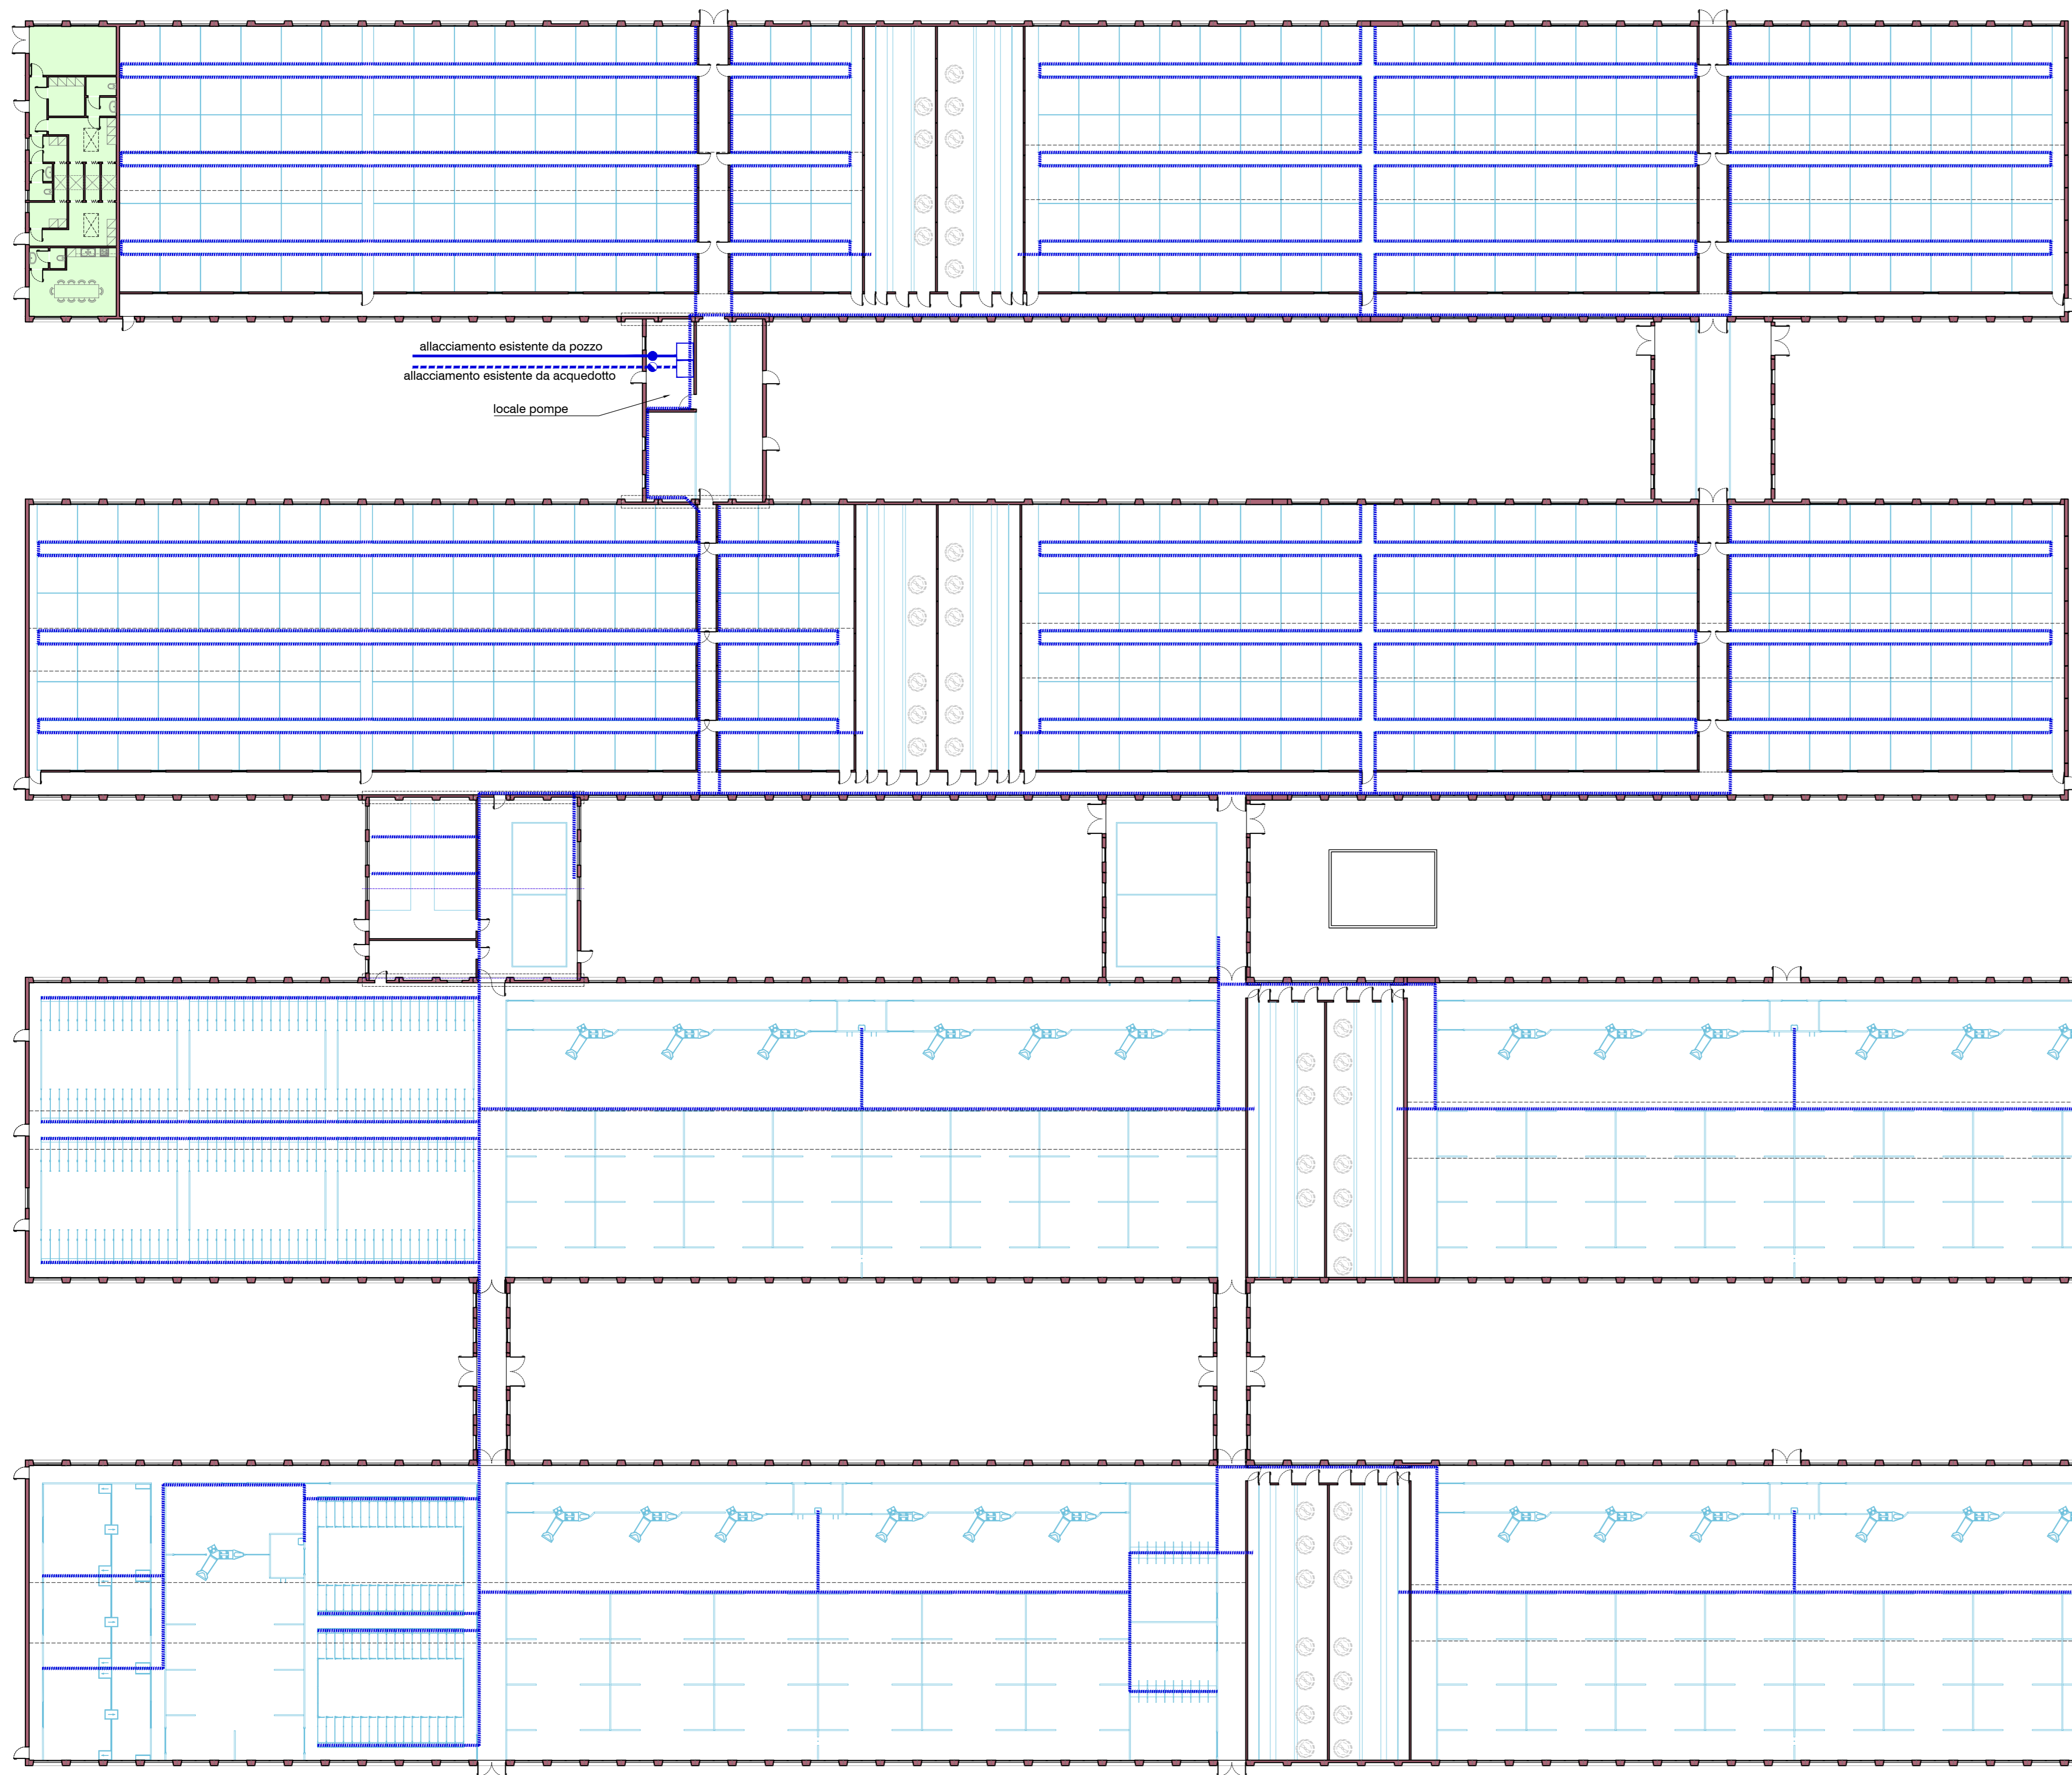 allacciamento esistente da pozzo
allacciamento esistente da acquedotto
locale pompe